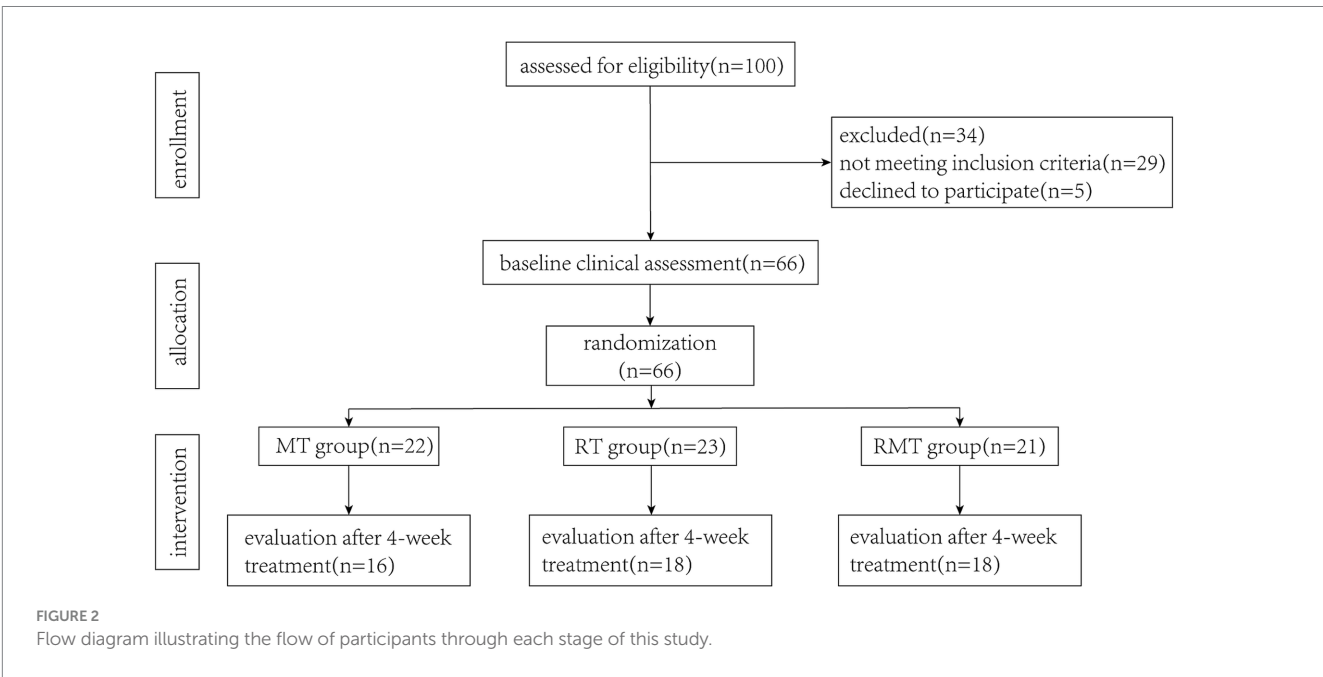 assessed for eligibility(n=100)
enrollment
excluded(n=34)
not meeting inclusion criteria(n=29)
declined to participate(n=5)
baseline clinical assessment(n=66)
allocation
randomization
(n=66)
MT group(n=22)
RT group(n=23)
RMT group(n=21)
intervention
evaluation after 4-week
treatment(n=16)
evaluation after 4-week
treatment(n=18)
evaluation after 4-week
treatment(n=18)
FIGURE 2
Flow diagram illustrating the flow of participants through each stage of this study.